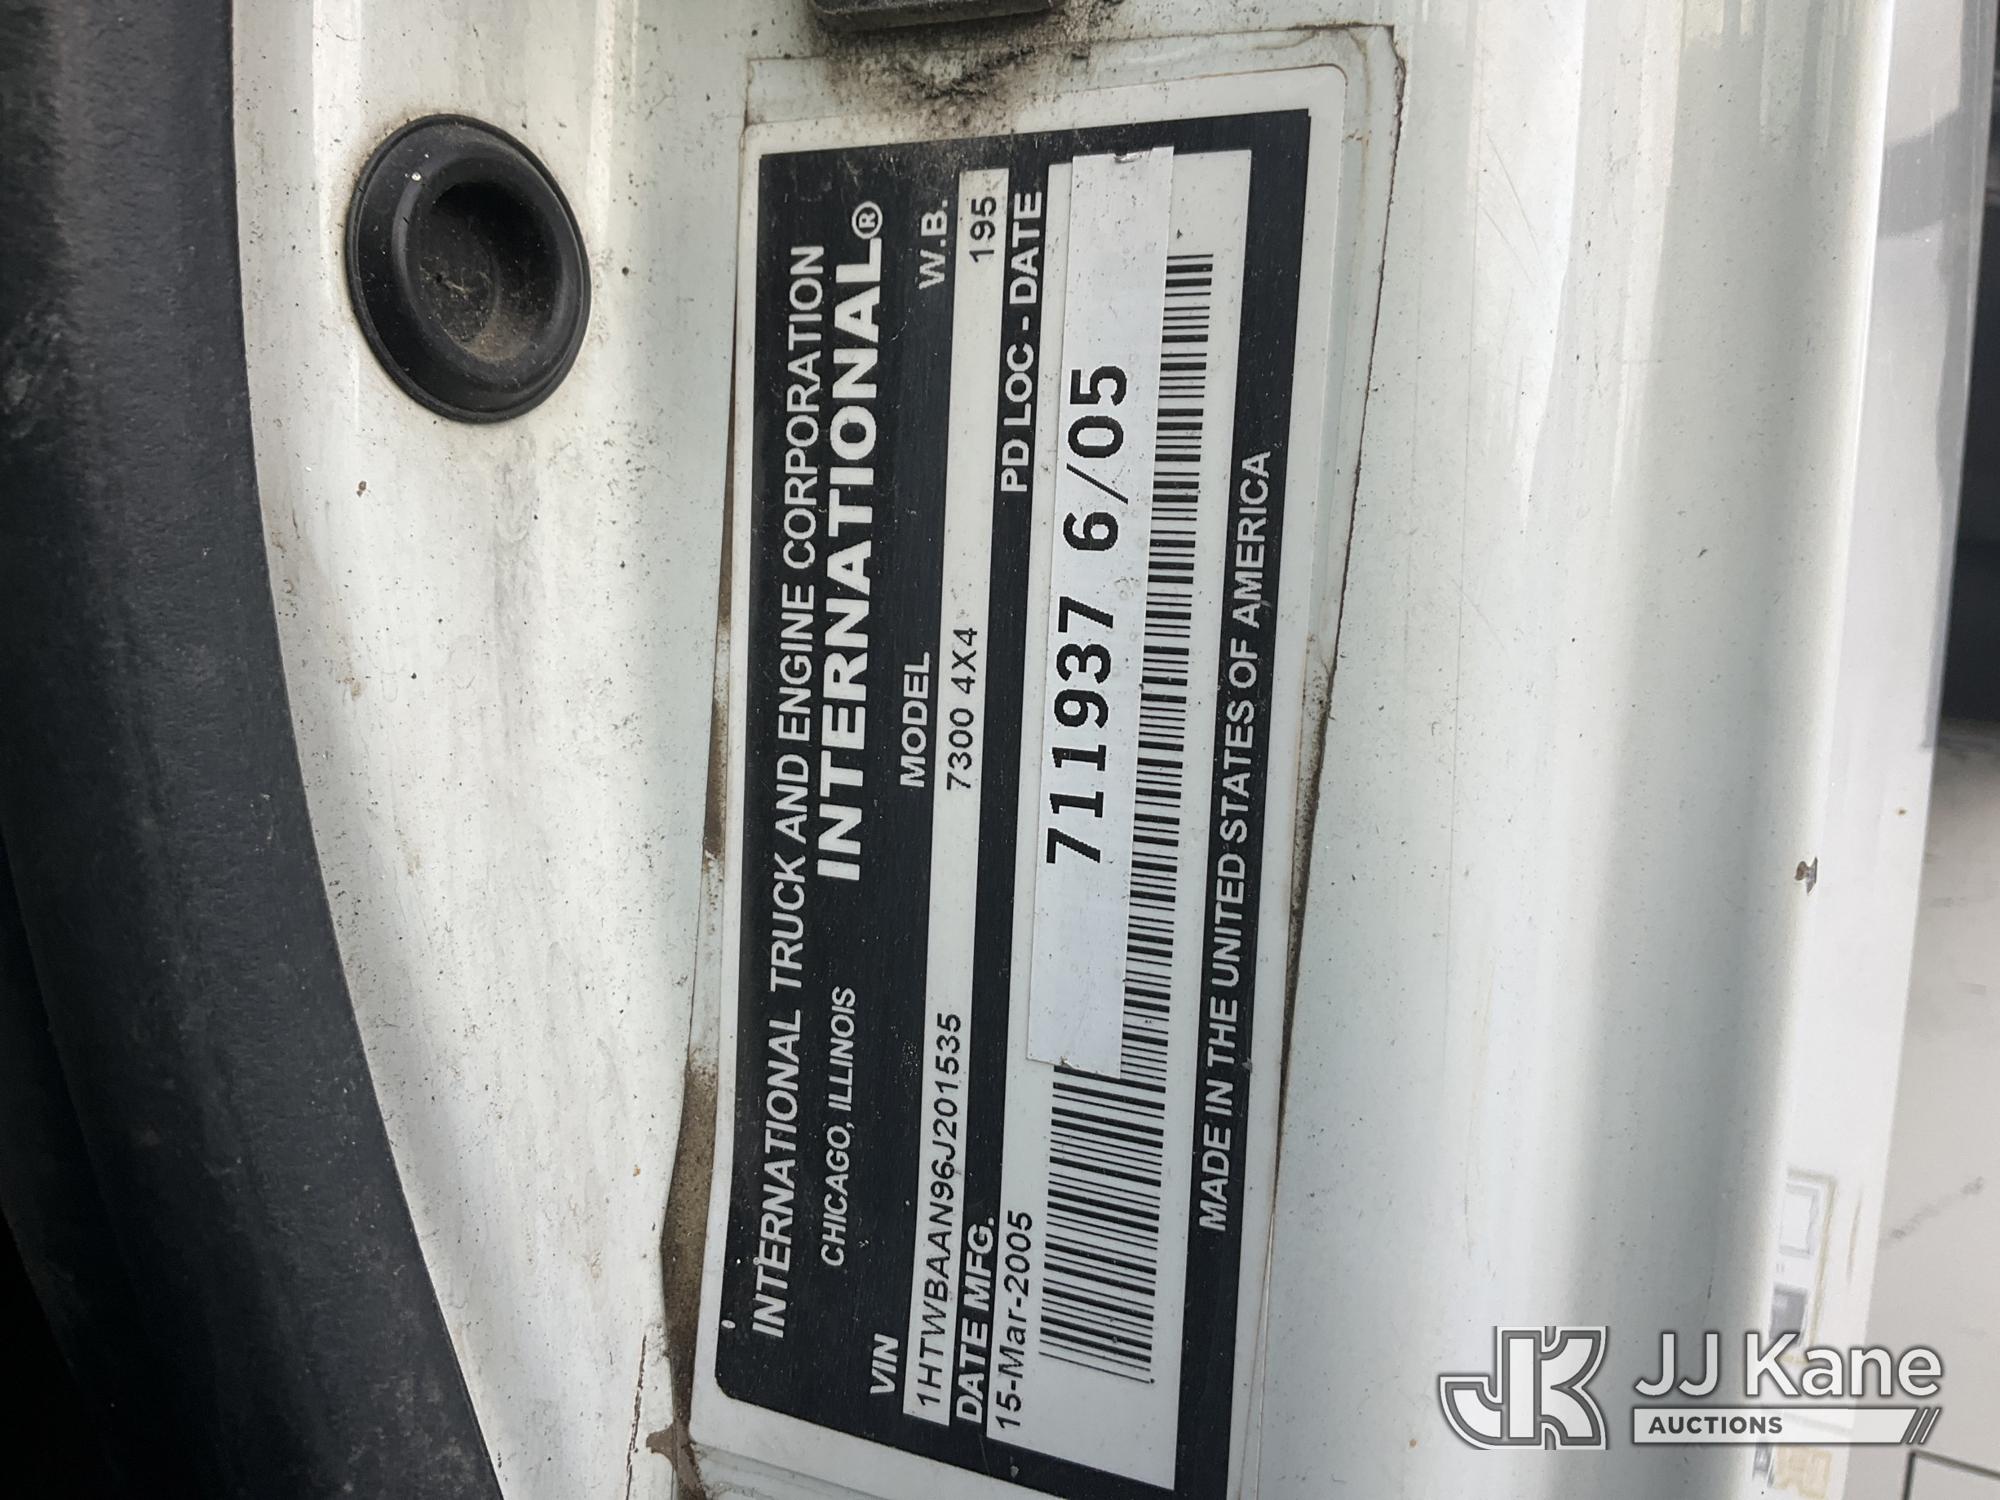 INTERNATIONAL TRUCK AND ENGINE CORPORATION
CHICAGO, ILLINOIS INTERNATIONAL®
VIN MODEL W.B.
1HTWBAAN96J201535 7300 4X4 195
DATE MFG. PD LOC - DATE
15-Mar-2005 711937 6/05
MADE IN THE UNITED STATES OF AMERICA
JK JJ Kane
AUCTIONS